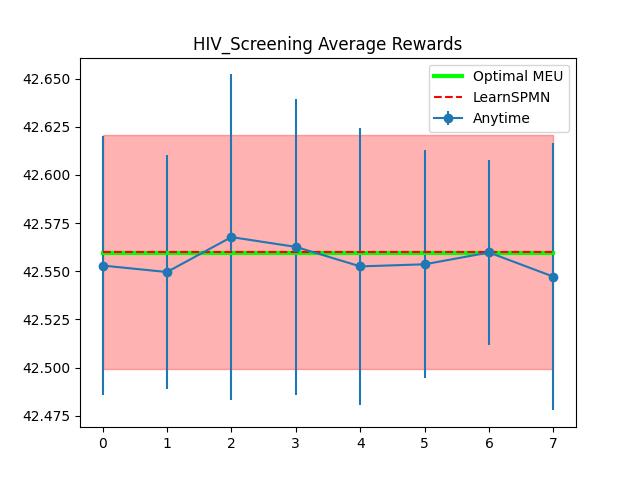 HIV_Screening Average Rewards
Optimal MEU
LearnSPMN
Anytime
42.650
42.625
42.600
42.575
42.550
42.525
42.500
42.475
0 1 2 3 4 5 6 7